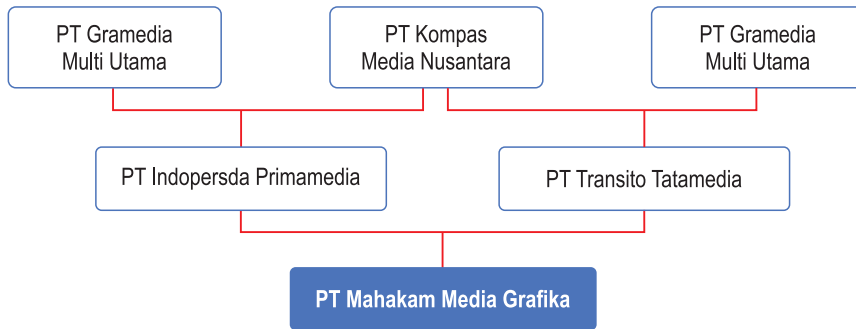 PT Gramedia
Multi Utama
PT Kompas
Media Nusantara
PT Gramedia
Multi Utama
PT Indopersda Primamedia
PT Transito Tatamedia
PT Mahakam Media Grafika